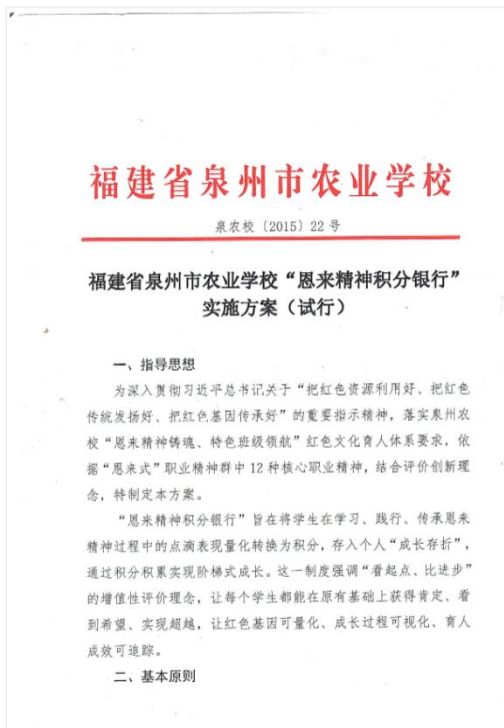 福建省泉州市农业学校
泉农校〔2015〕22 号
福建省泉州市农业学校“恩来精神积分银行”
实施方案（试行）
一、指导思想
为深入贯彻习近平总书记关于“把红色资源利用好、把红色
传统发扬好、把红色基因传承好”的重要指示精神，落实泉州农
校“恩来精神铸魂、特色班级领航”红色文化育人体系要求，依
据“恩来式”职业精神群中 12 种核心职业精神，结合评价创新理
念，特制定本方案。
“恩来精神积分银行”旨在将学生在学习、践行、传承恩来
精神过程中的点滴表现量化转换为积分，存入个人“成长存折”，
通过积分积累实现阶梯式成长。这一制度强调“看起点、比进步”
的增值性评价理念，让每个学生都能在原有基础上获得肯定、看
到希望、实现超越，让红色基因可量化、成长过程可视化、育人
成效可追踪。
二、基本原则